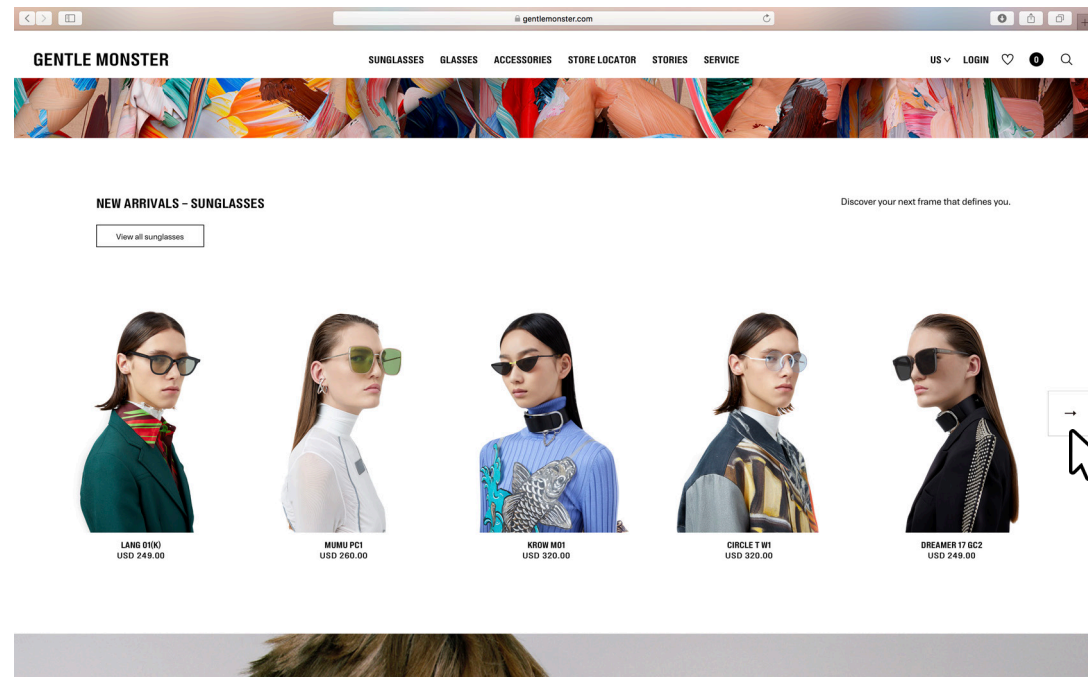 gentlemonster.com
GENTLE MONSTER
SUNGLASSES GLASSES ACCESSORIES STORE LOCATOR STORIES SERVICE
US LOGIN 0
NEW ARRIVALS – SUNGLASSES
Discover your next frame that defines you.
View all sunglasses
LANG 01(K)
USD 249.00
MUMU PC1
USD 260.00
KROW M01
USD 320.00
CIRCLE T W1
USD 320.00
DREAMER 17 GC2
USD 249.00